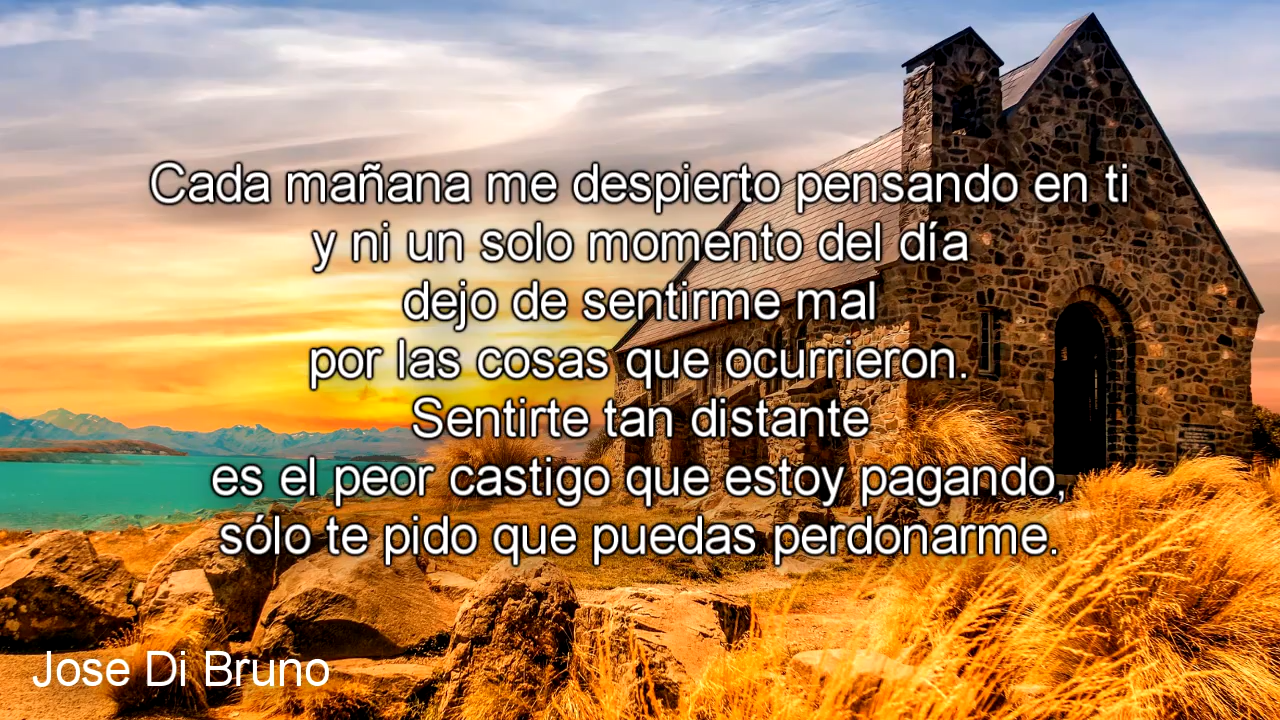 Cada mañana me despierto pensando en ti
y ni un solo momento del día
dejo de sentirme mal
por las cosas que ocurrieron.
Sentirte tan distante
es el peor castigo que estoy pagando,
sólo te pido que puedas perdonarme.
Jose Di Bruno